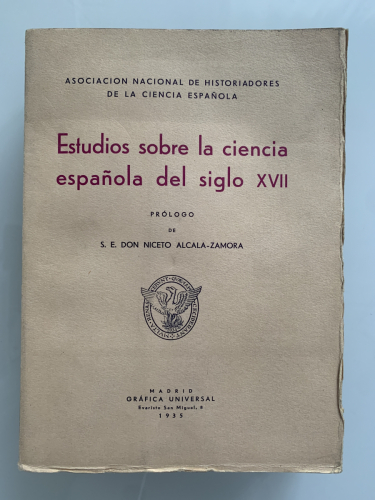 ASOCIACION NACIONAL DE HISTORIADORES
DE LA CIENCIA ESPAÑOLA
Estudios sobre la ciencia
española del siglo XVII
PRÓLOGO
DE
S. E. DON NICETO ALCALA-ZAMORA
MADRID
GRÁFICA UNIVERSAL
Evaristo San Miguel, 8
1935